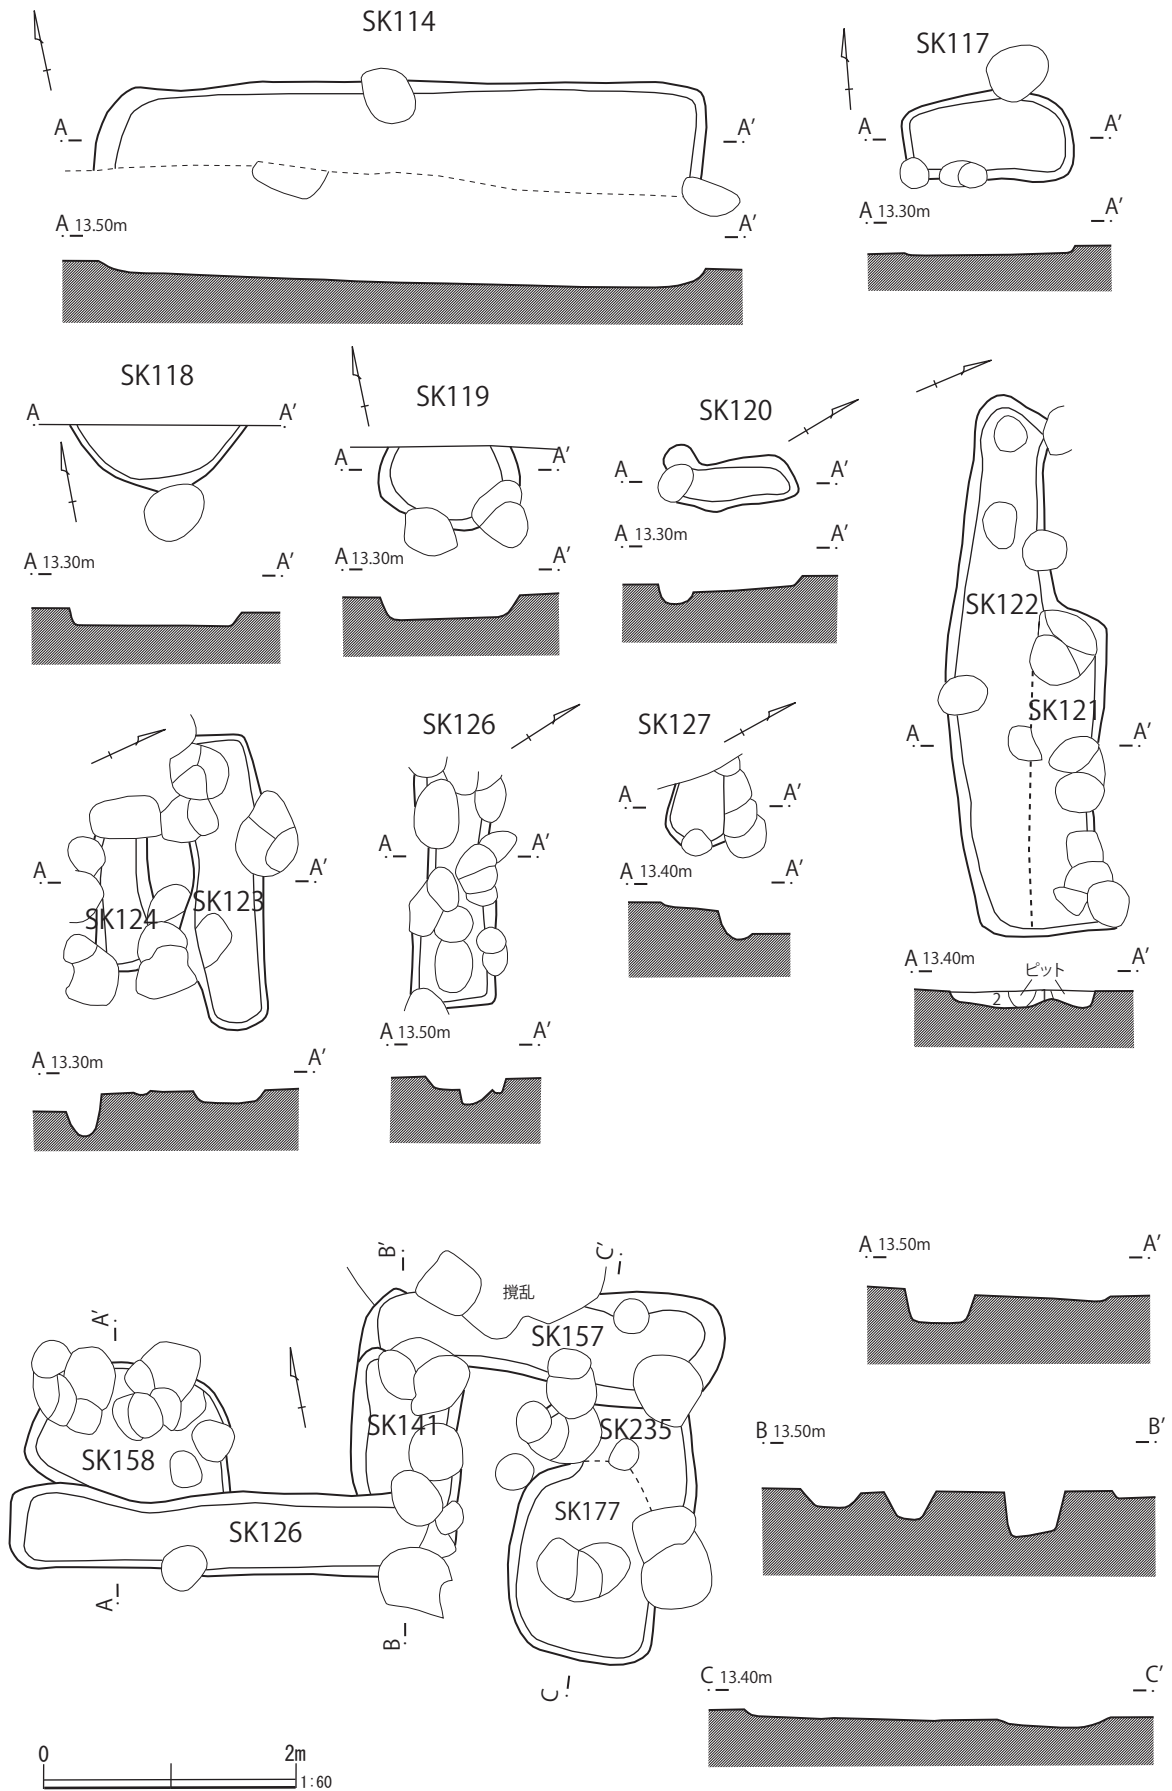 SK114
A
A′
A 13.50m
A′
SK117
A
A′
A 13.30m
A′
SK118
A
A′
A 13.30m
A′
SK119
A
A′
A 13.30m
A′
SK120
A
A′
A 13.30m
A′
SK122
SK121
A
A′
A 13.40m
A′
ピット
2
SK124
SK123
A
A′
A 13.30m
A′
SK126
A
A′
A 13.50m
A′
SK127
A
A′
A 13.40m
A′
A′
B′
C′
撹乱
SK157
SK141
SK235
SK158
SK177
SK126
A
B
C
A 13.50m
A′
B 13.50m
B′
C 13.40m
C′
0
2m
1:60